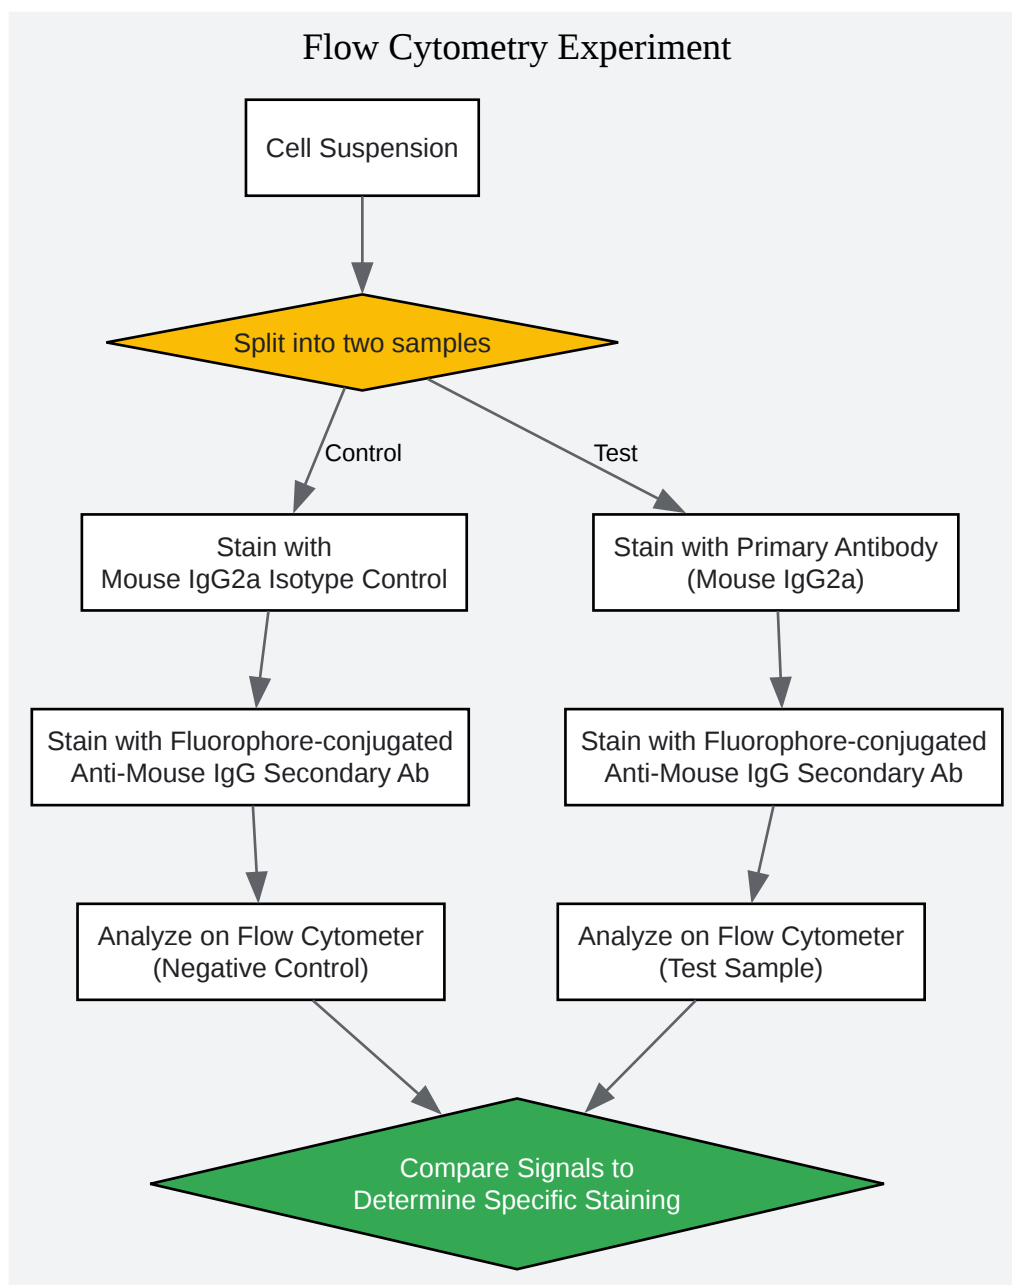 Flow Cytometry Experiment
Cell Suspension
Split into two samples
Control
Test
Stain with
Mouse IgG2a Isotype Control
Stain with Primary Antibody
(Mouse IgG2a)
Stain with Fluorophore-conjugated
Anti-Mouse IgG Secondary Ab
Stain with Fluorophore-conjugated
Anti-Mouse IgG Secondary Ab
Analyze on Flow Cytometer
(Negative Control)
Analyze on Flow Cytometer
(Test Sample)
Compare Signals to
Determine Specific Staining